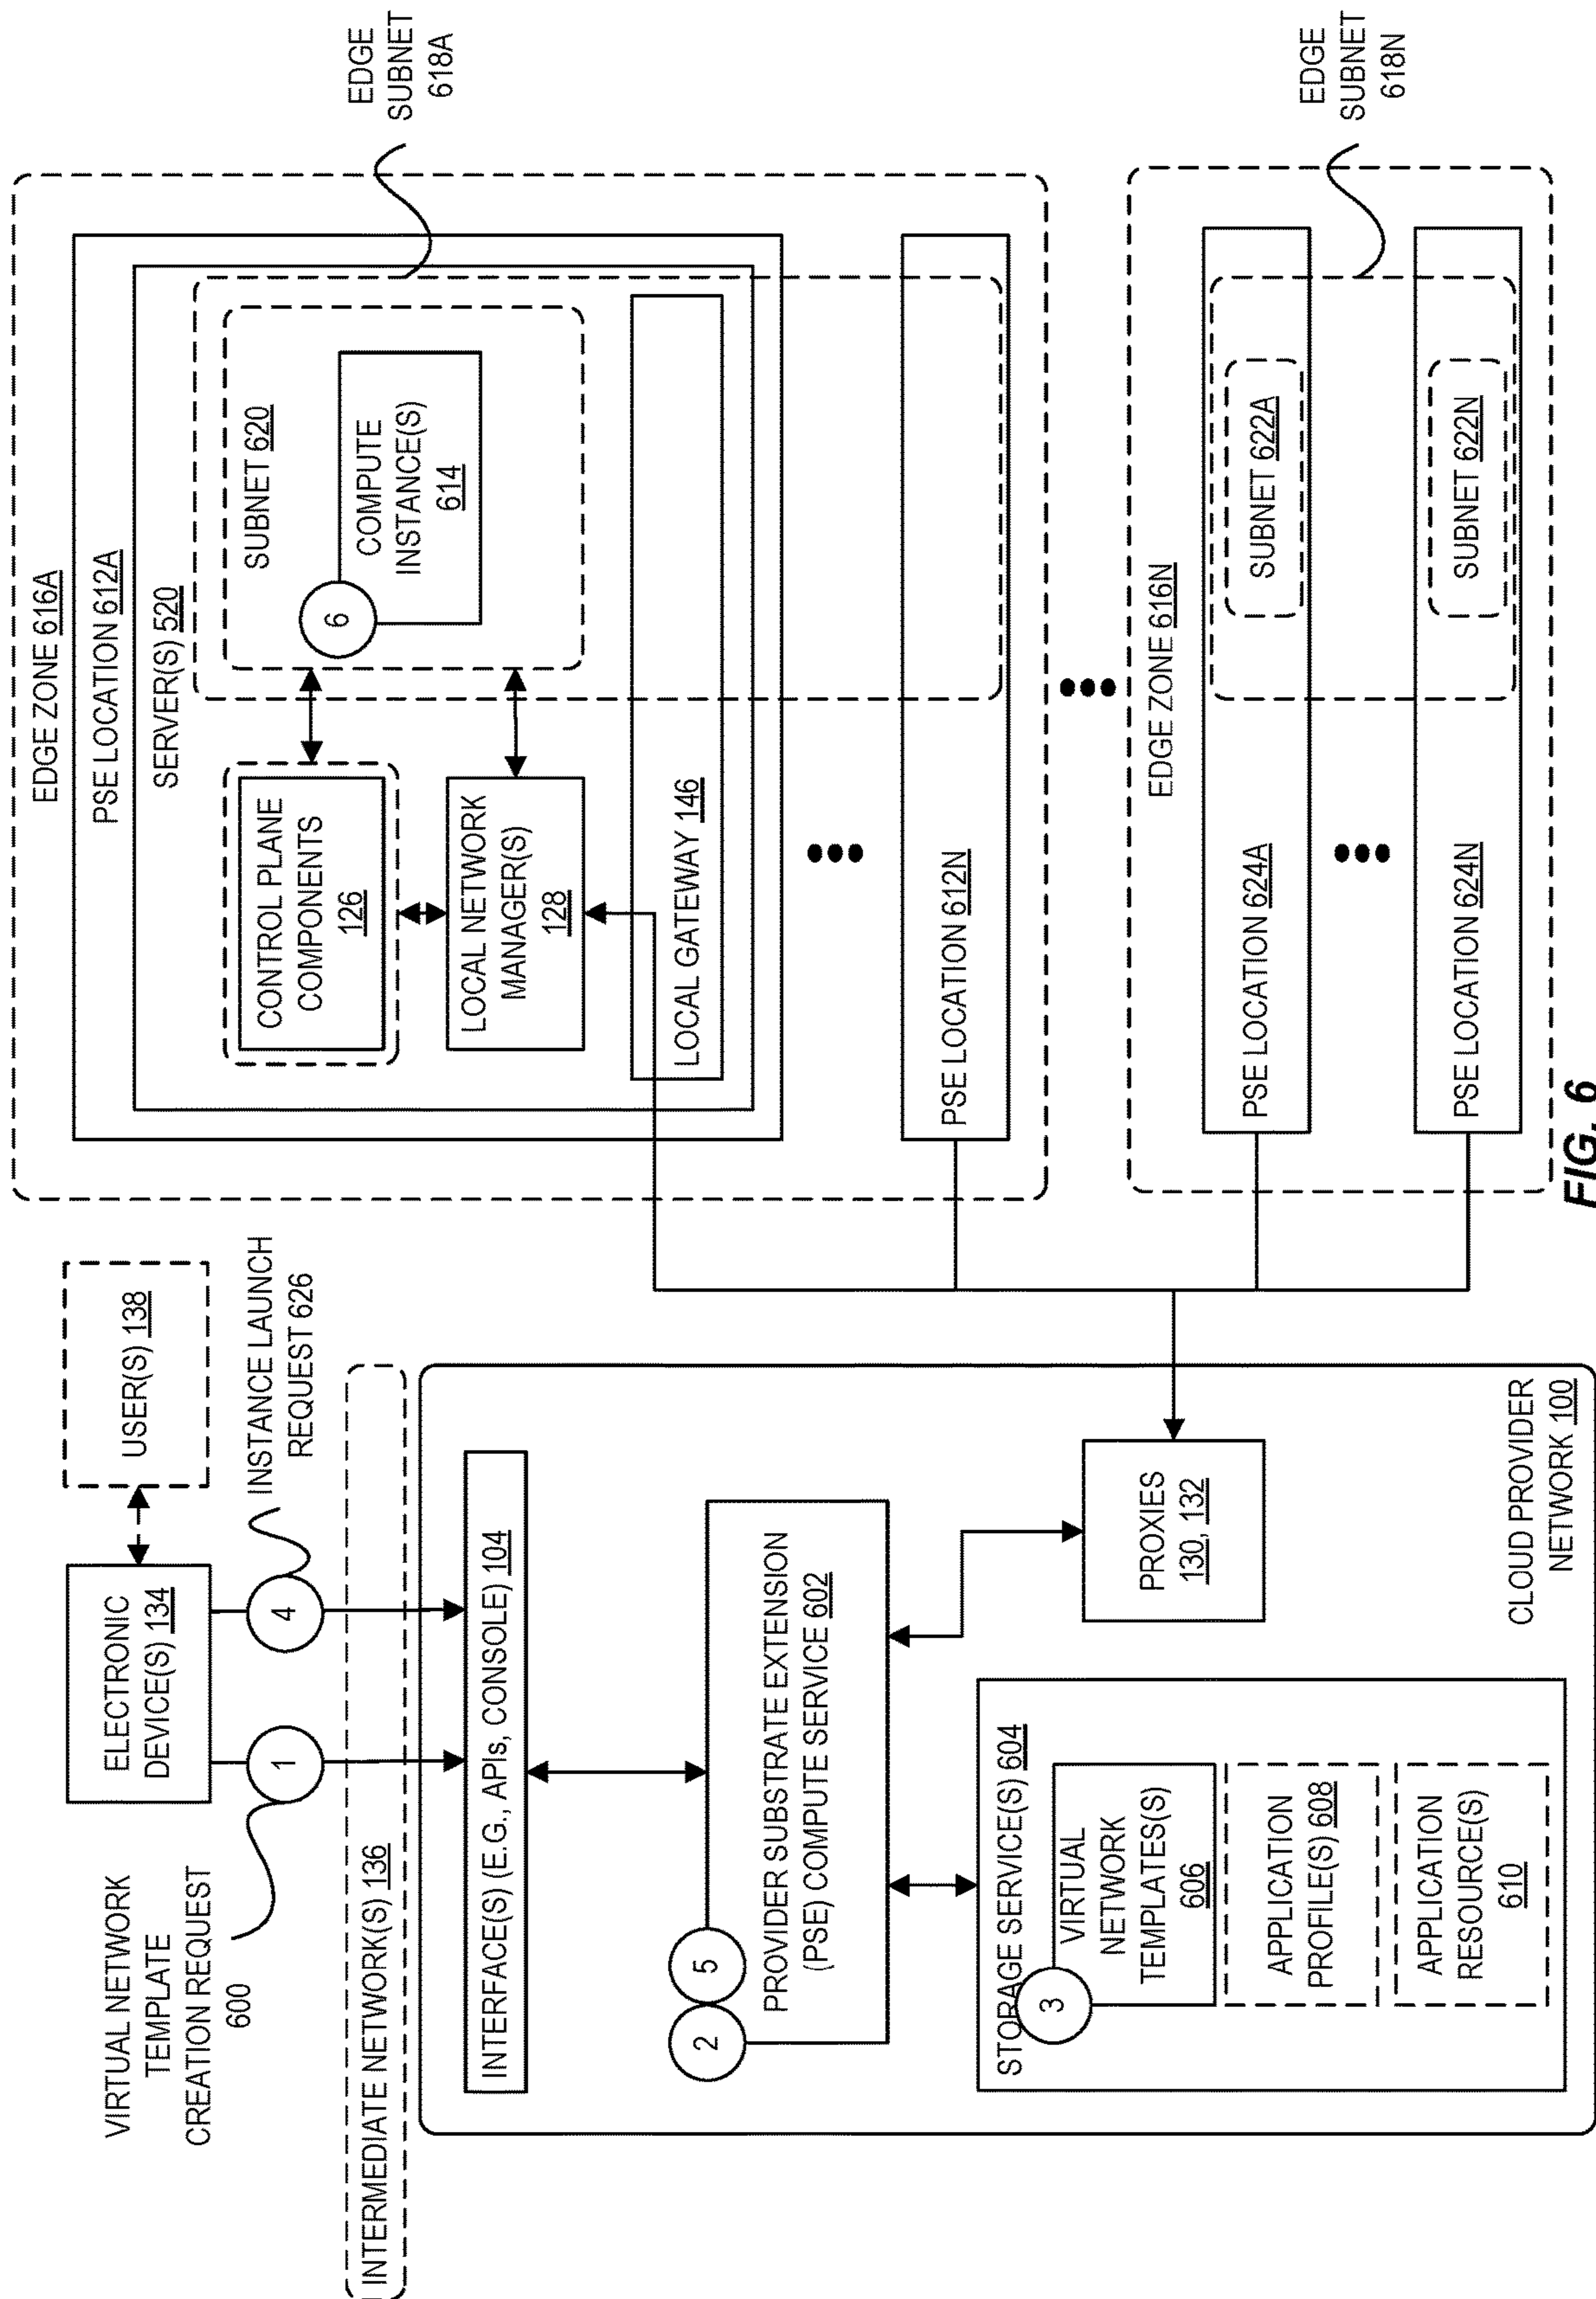 VIRTUAL NETWORK
TEMPLATE
CREATION REQUEST
600
ELECTRONIC
DEVICE(S) 134
USER(S) 138
1
4
INSTANCE LAUNCH
REQUEST 626
INTERMEDIATE NETWORK(S) 136
INTERFACE(S) (E.G., APIs, CONSOLE) 104
2
5
PROVIDER SUBSTRATE EXTENSION
(PSE) COMPUTE SERVICE 602
STORAGE SERVICE(S) 604
3
VIRTUAL
NETWORK
TEMPLATES(S)
606
APPLICATION
PROFILE(S) 608
APPLICATION
RESOURCE(S)
610
PROXIES
130, 132
CLOUD PROVIDER
NETWORK 100
EDGE ZONE 616A
PSE LOCATION 612A
SERVER(S) 520
CONTROL PLANE
COMPONENTS
126
LOCAL NETWORK
MANAGER(S)
128
SUBNET 620
6
COMPUTE
INSTANCE(S)
614
LOCAL GATEWAY 146
PSE LOCATION 612N
EDGE
SUBNET
618A
EDGE ZONE 616N
PSE LOCATION 624A
SUBNET 622A
PSE LOCATION 624N
SUBNET 622N
EDGE
SUBNET
618N
FIG. 6